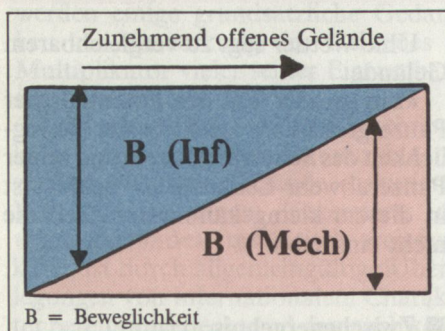 Zunehmend offenes Gelände
B (Inf)
B (Mech)
B = Beweglichkeit